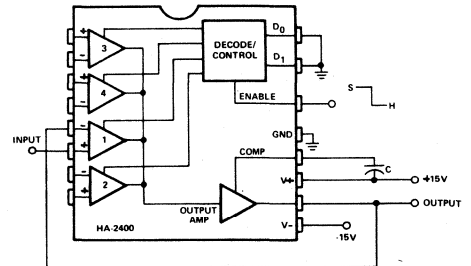 +
3
-
D0
DECODE/
CONTROL
D1
+
4
-
S
ENABLE
H
-
1
+
INPUT
GND
COMP
C
-
2
+
V+
+15V
OUTPUT
AMP
OUTPUT
HA-2400
V-
-15V